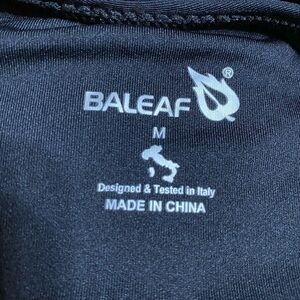 BALEAF®
M
Designed & Tested in Italy
MADE IN CHINA